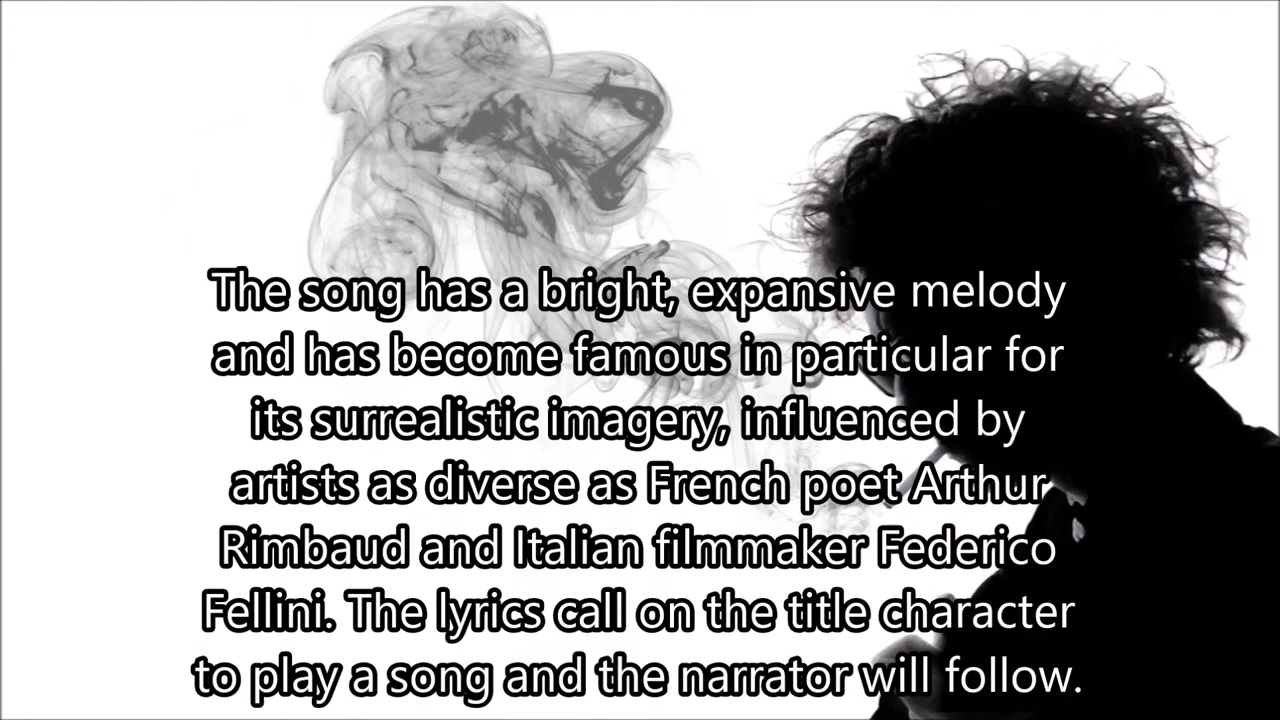 The song has a bright, expansive melody
and has become famous in particular for
its surrealistic imagery, influenced by
artists as diverse as French poet Arthur
Rimbaud and Italian filmmaker Federico
Fellini. The lyrics call on the title character
to play a song and the narrator will follow.